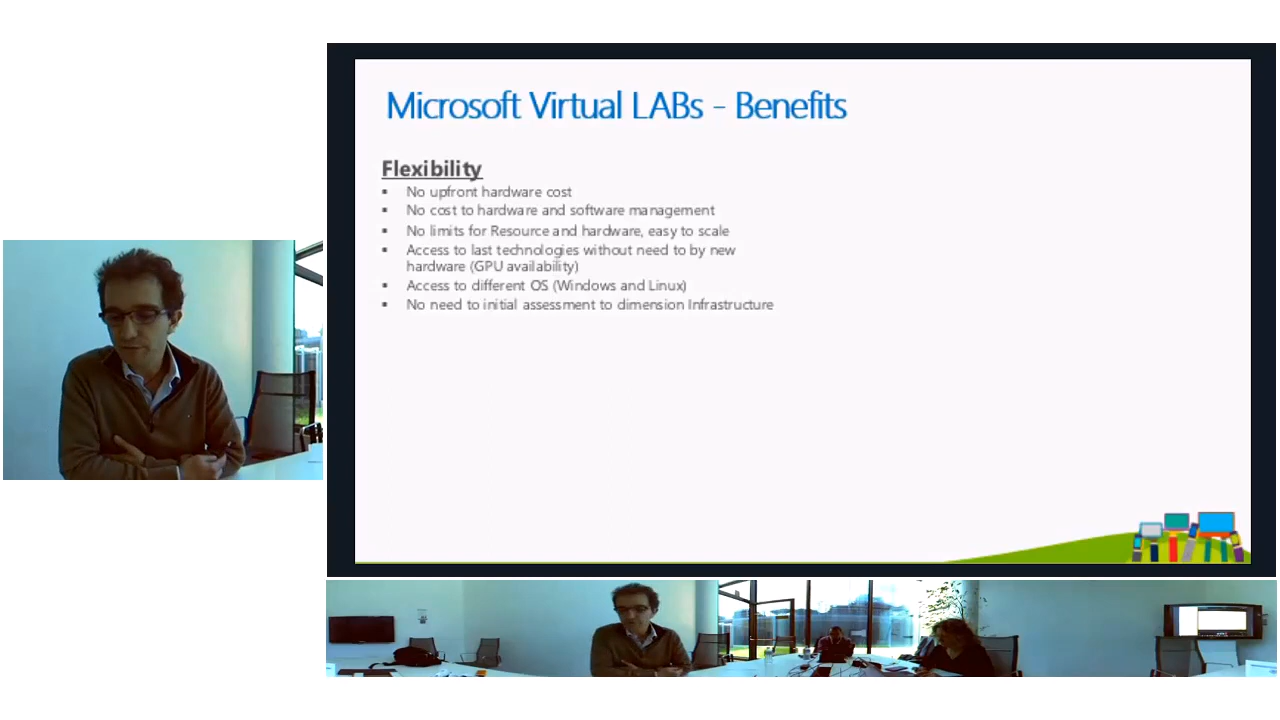 Microsoft Virtual LABs - Benefits
Flexibility
▪ No upfront hardware cost
▪ No cost to hardware and software management
▪ No limits for Resource and hardware, easy to scale
▪ Access to last technologies without need to by new
hardware (GPU availability)
▪ Access to different OS (Windows and Linux)
▪ No need to initial assessment to dimension Infrastructure